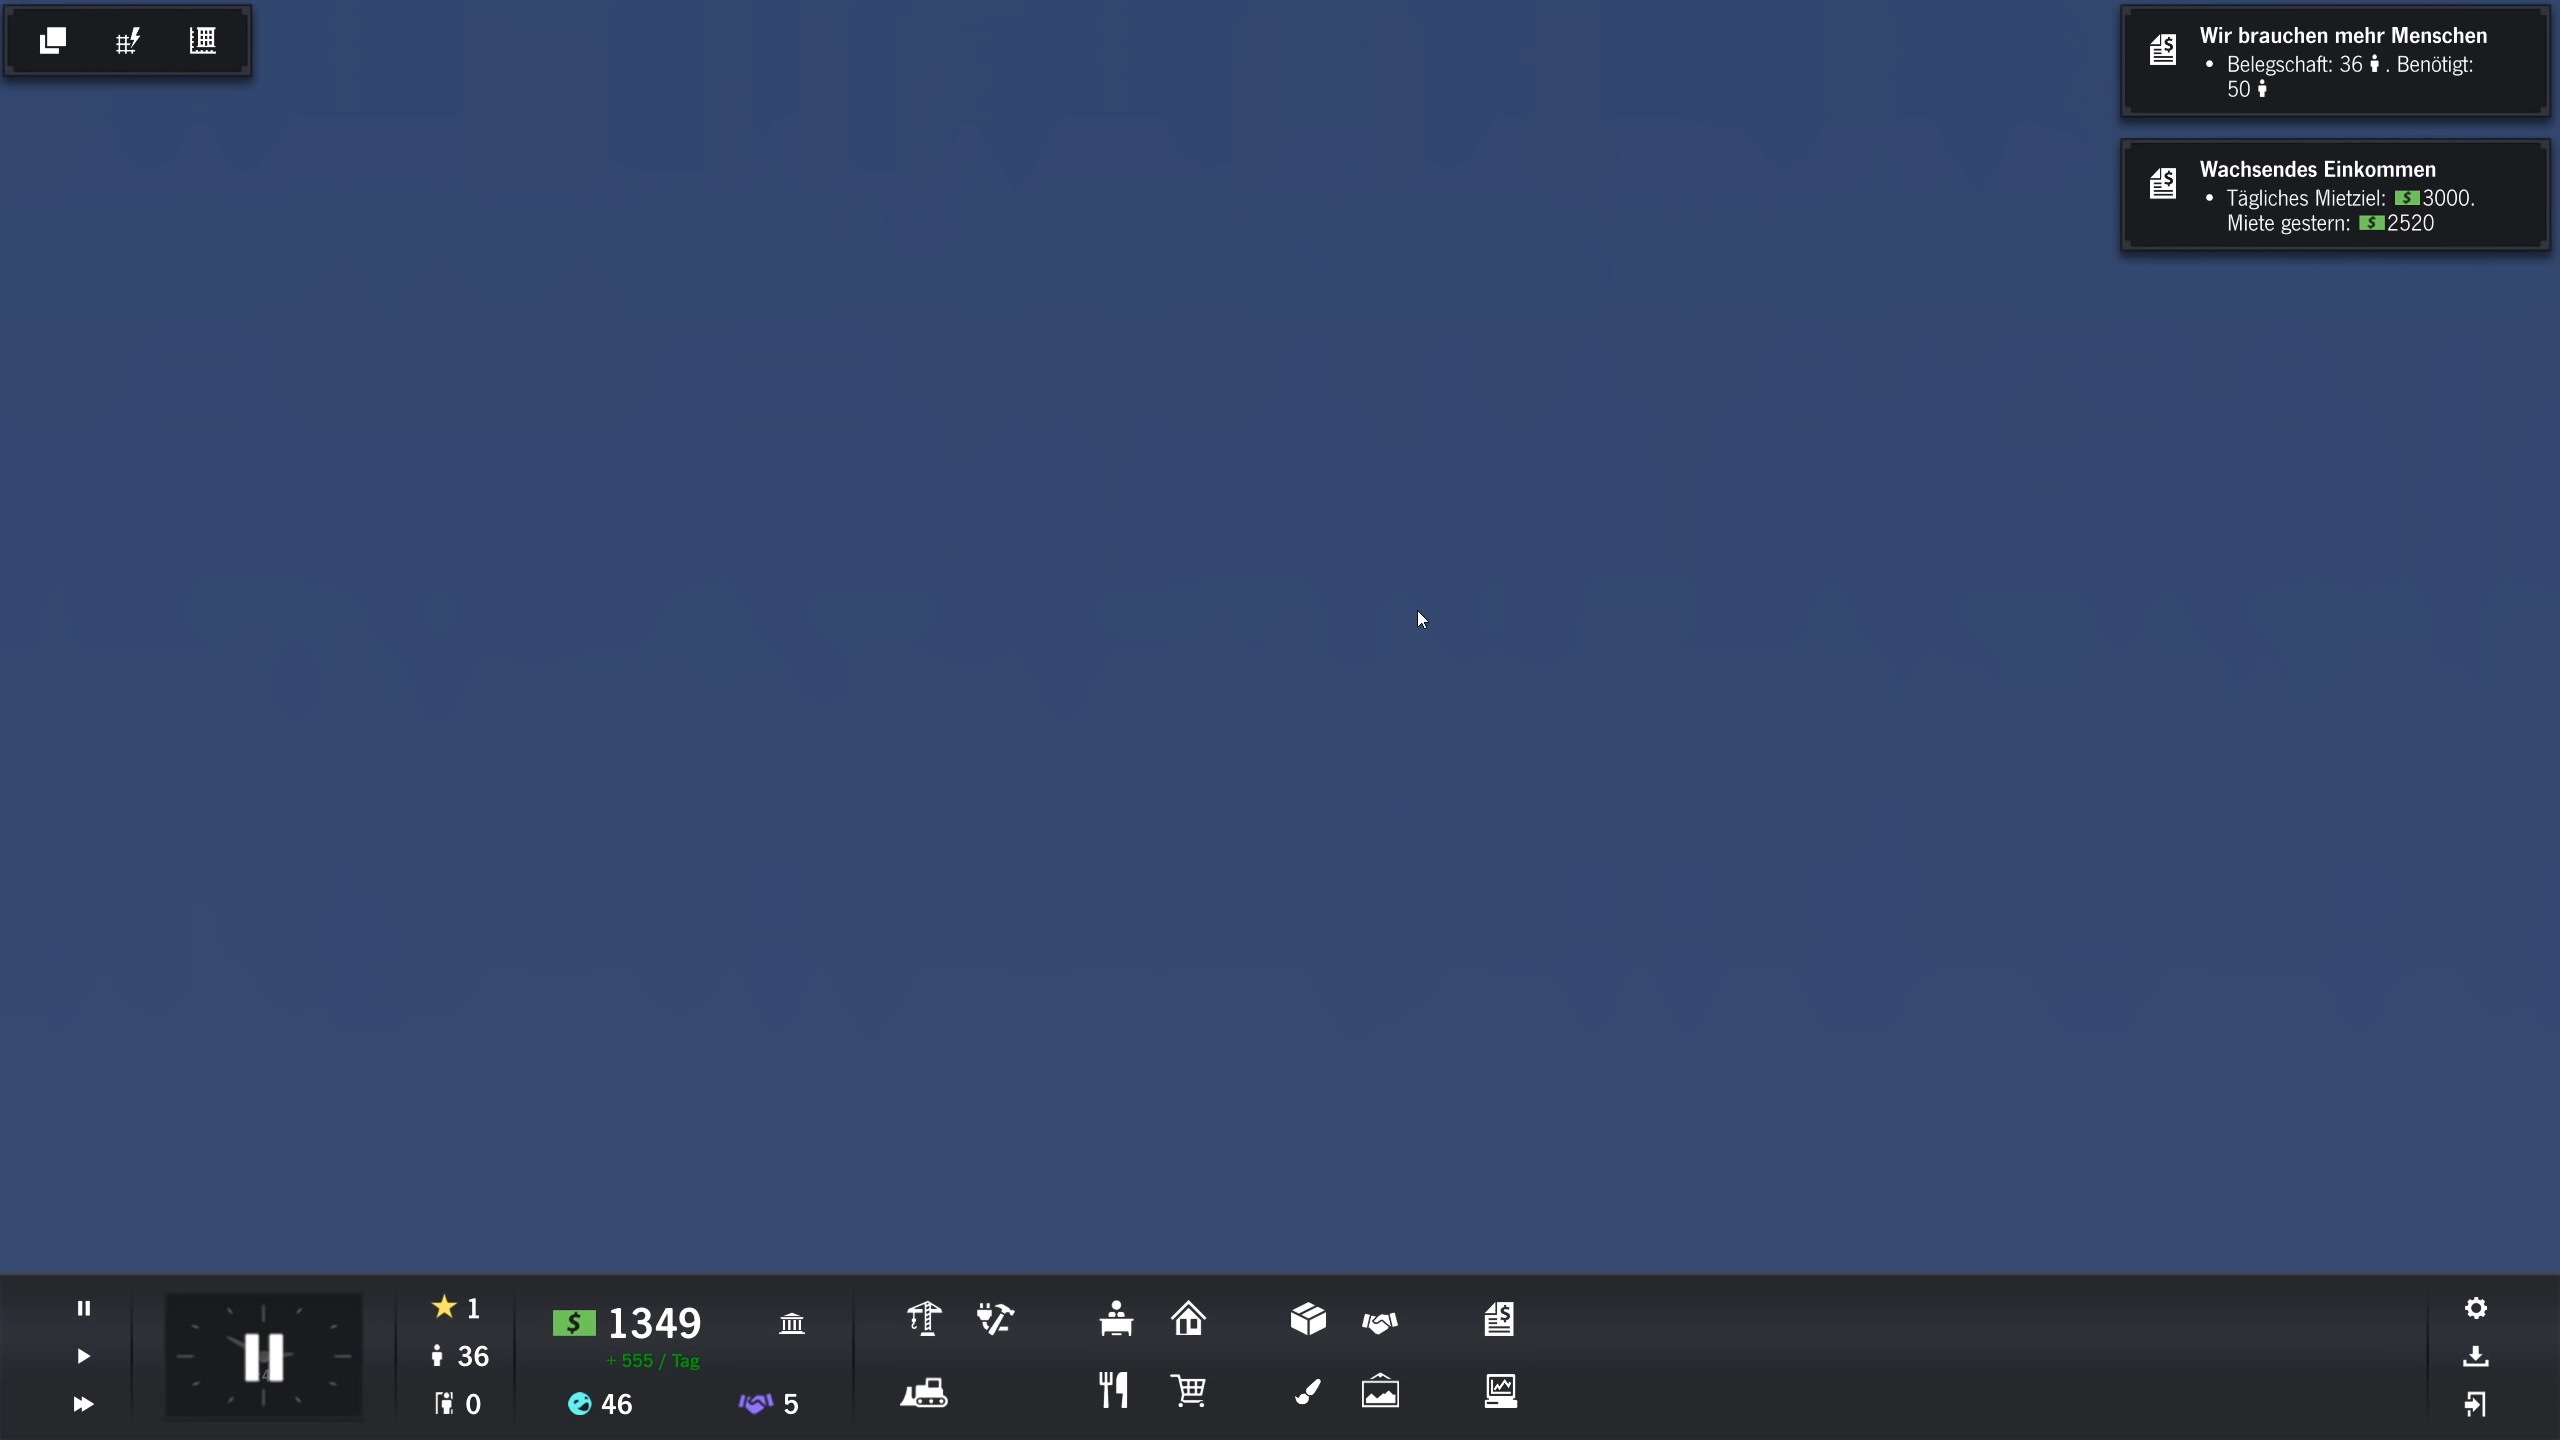 Wir brauchen mehr Menschen
• Belegschaft: 36 . Benötigt:
50
Wachsendes Einkommen
• Tägliches Mietziel: $3000.
Miete gestern: $2520
1
36
0
$ 1349
+ 555 / Tag
46
5